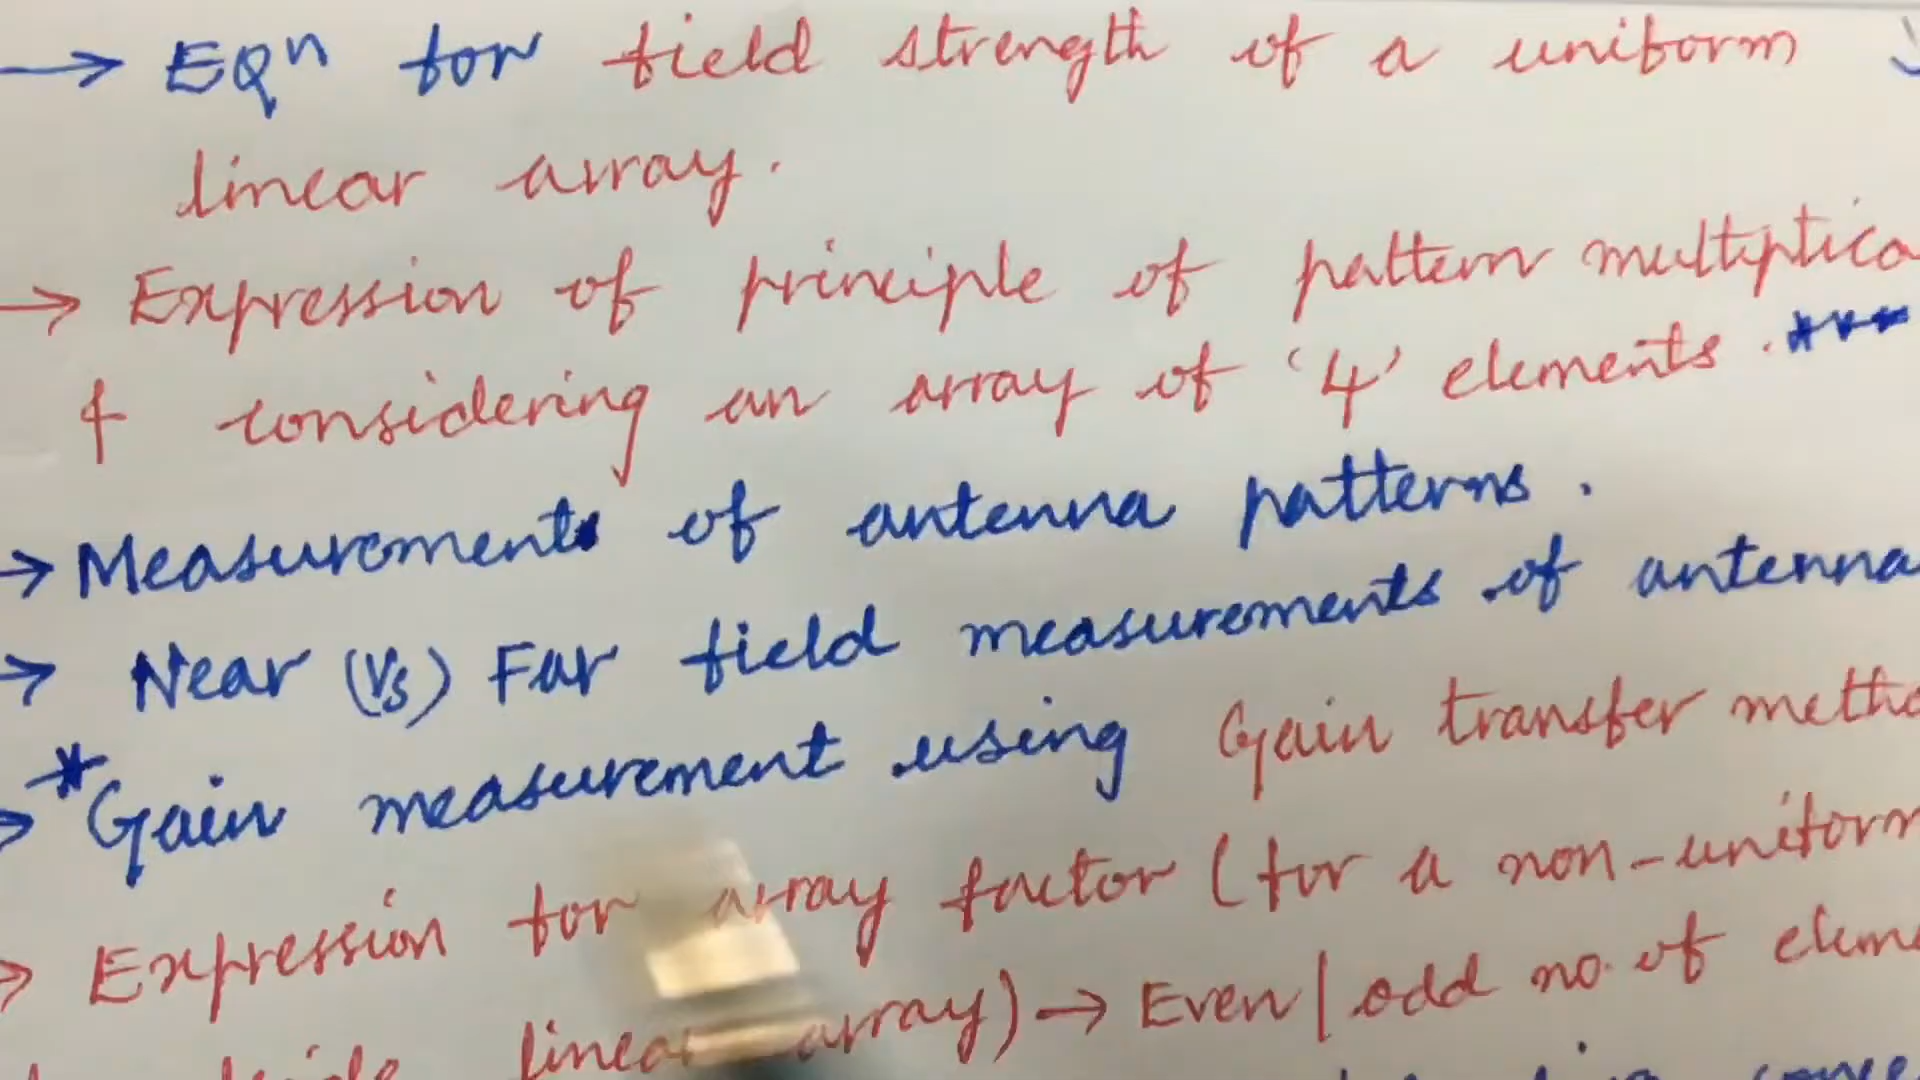 → EQⁿ for field strength of a uniform
linear array.
→ Expression of principle of pattern multiplica
& considering an array of '4' elements. ***
→ Measurements of antenna patterns.
→ Near (Vs) Far field measurements of antenna
→ *Gain measurement using Gain transfer metho
→ Expression for array factor (for a non-uniform
linear array) → Even | odd no. of eleme